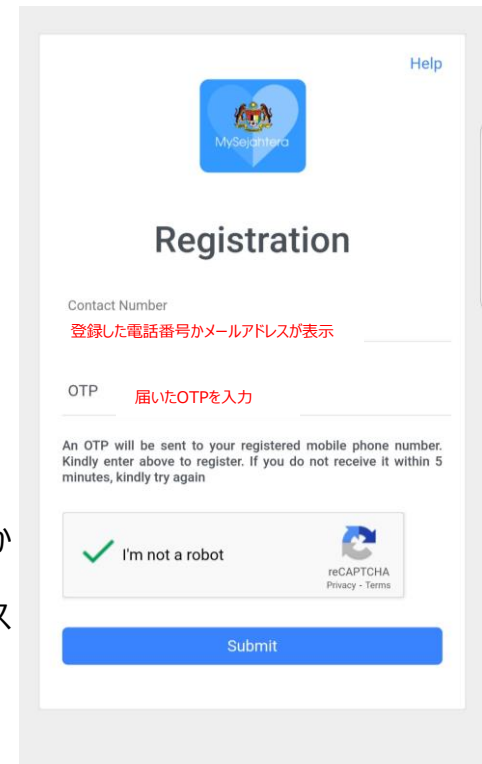 Help
MySejahtera
Registration
Contact Number
登録した電話番号かメールアドレスが表示
OTP
届いたOTPを入力
An OTP will be sent to your registered mobile phone number.
Kindly enter above to register. If you do not receive it within 5
minutes, kindly try again
か
I'm not a robot
reCAPTCHA
Privacy - Terms
ス
Submit